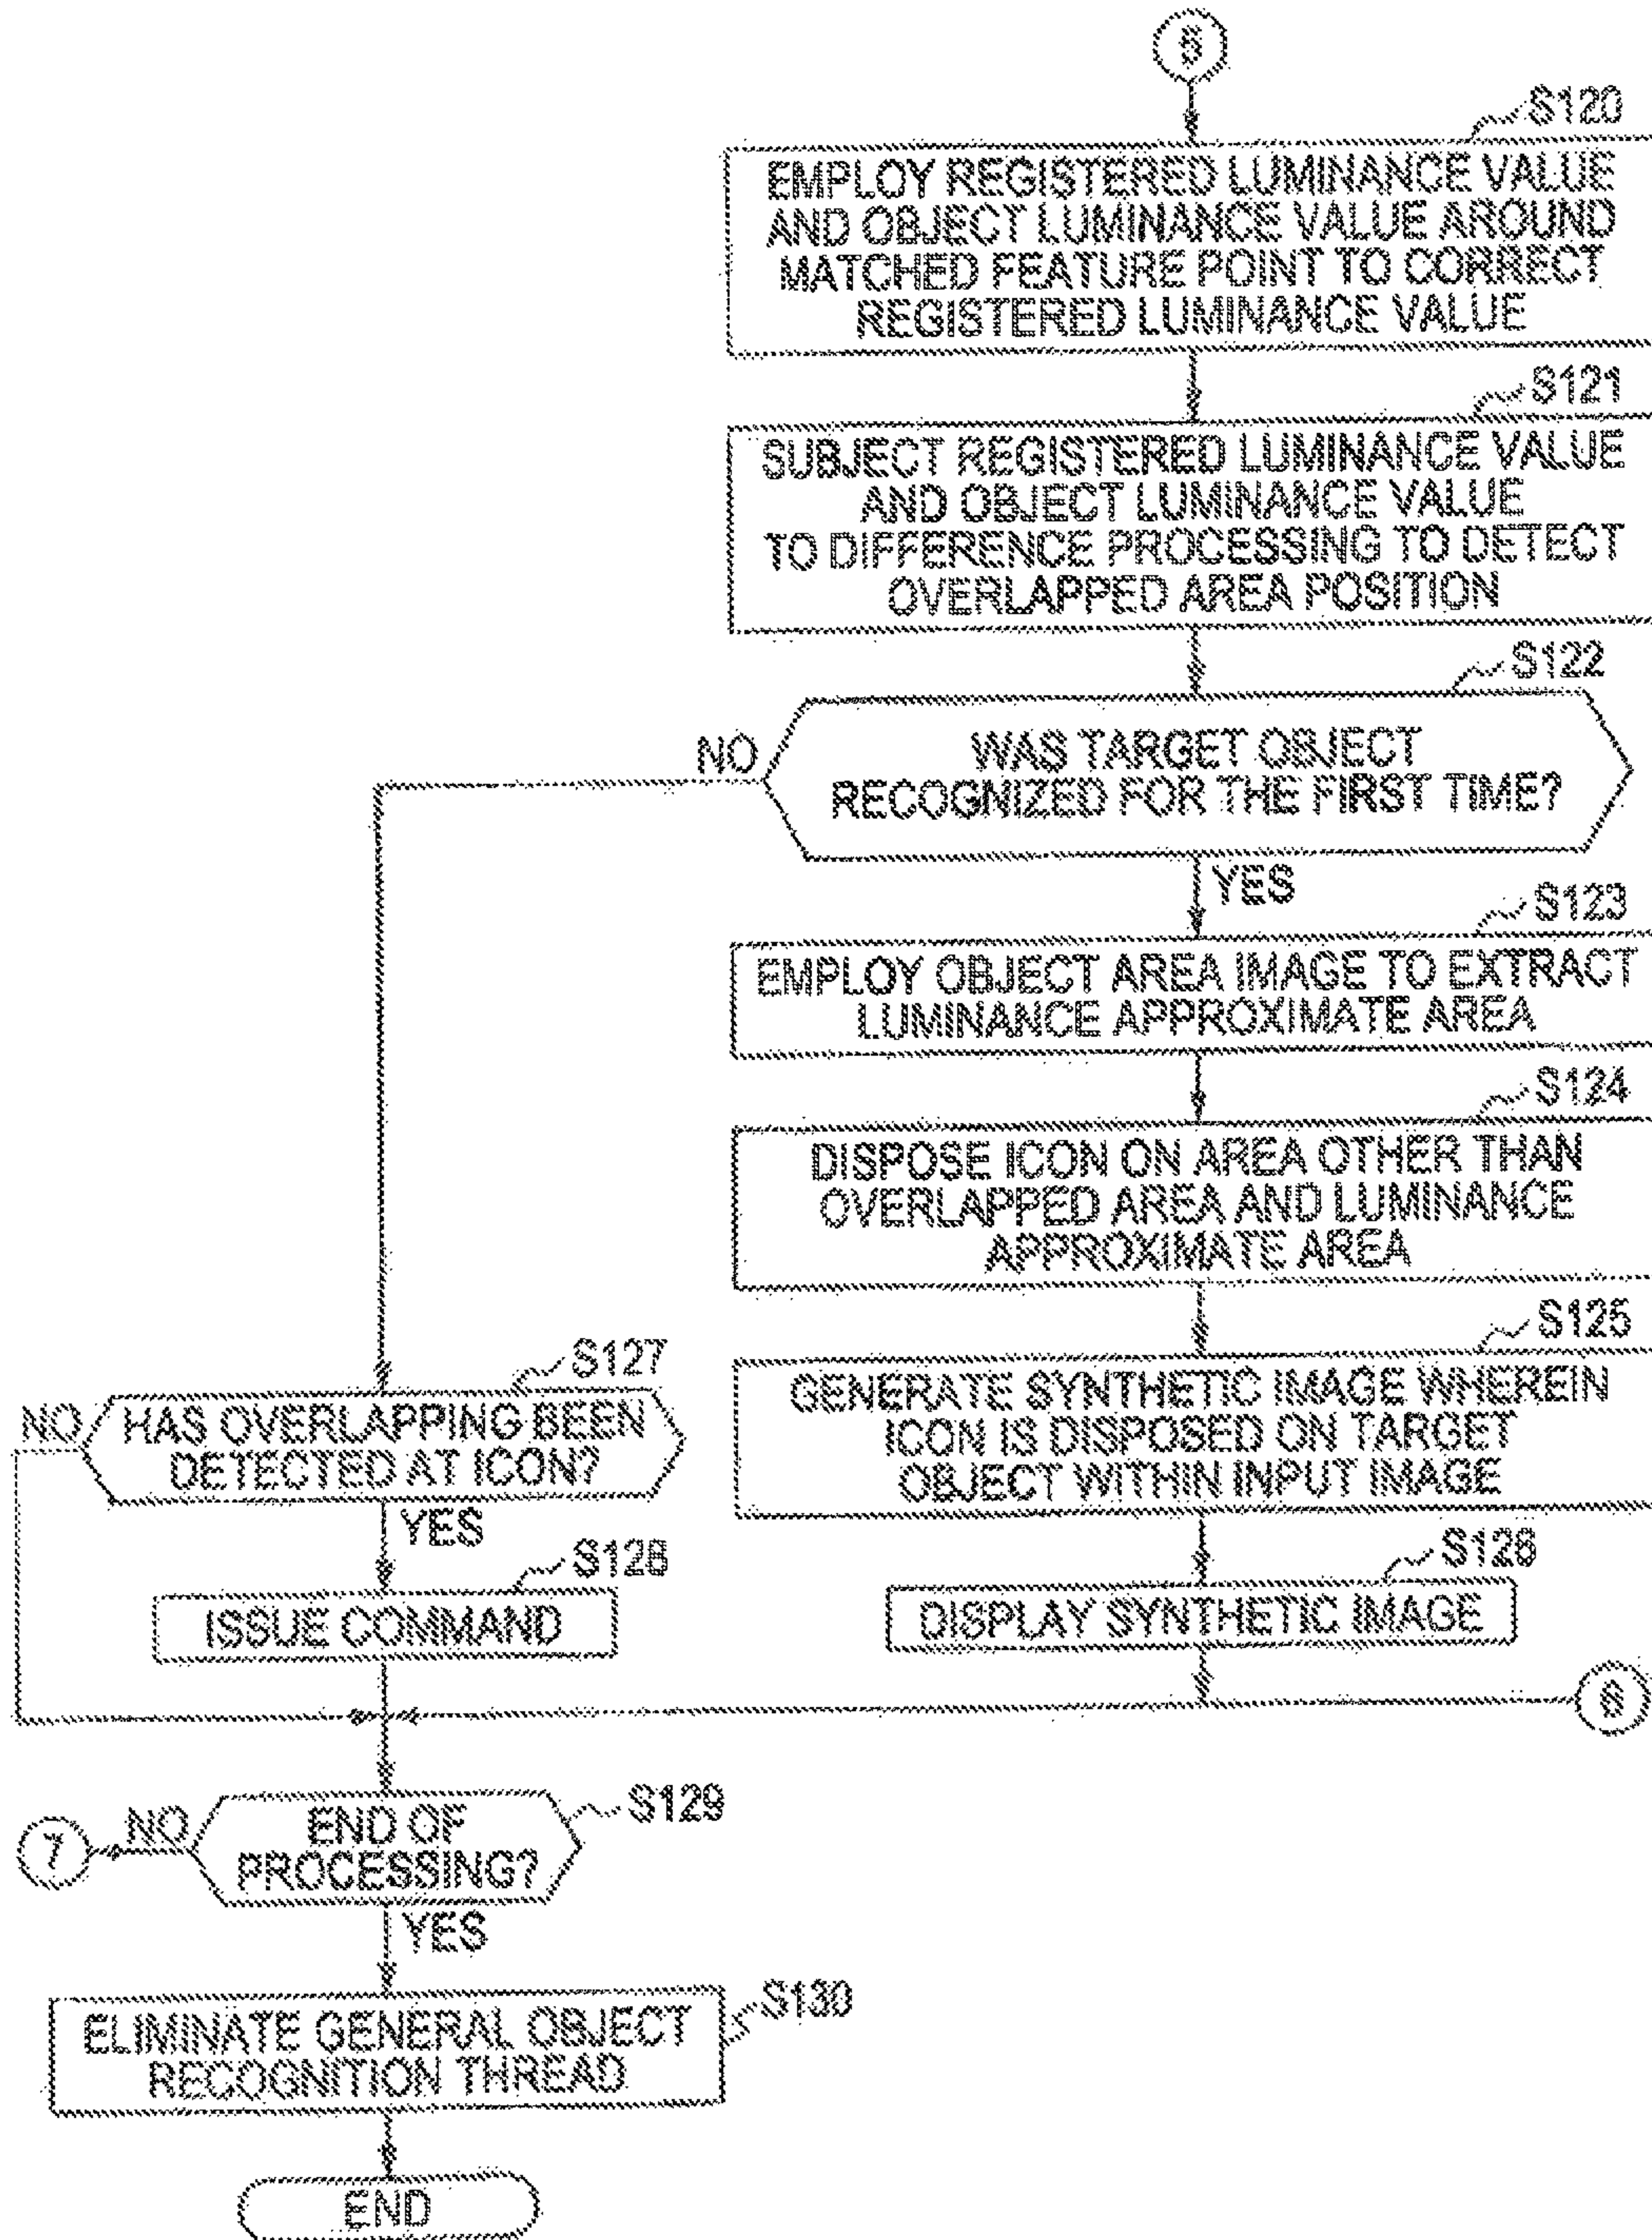 5
S120
EMPLOY REGISTERED LUMINANCE VALUE
AND OBJECT LUMINANCE VALUE AROUND
MATCHED FEATURE POINT TO CORRECT
REGISTERED LUMINANCE VALUE
S121
SUBJECT REGISTERED LUMINANCE VALUE
AND OBJECT LUMINANCE VALUE
TO DIFFERENCE PROCESSING TO DETECT
OVERLAPPED AREA POSITION
S122
NO
WAS TARGET OBJECT
RECOGNIZED FOR THE FIRST TIME?
YES
S123
EMPLOY OBJECT AREA IMAGE TO EXTRACT
LUMINANCE APPROXIMATE AREA
S124
DISPOSE ICON ON AREA OTHER THAN
OVERLAPPED AREA AND LUMINANCE
APPROXIMATE AREA
S125
GENERATE SYNTHETIC IMAGE WHEREIN
ICON IS DISPOSED ON TARGET
OBJECT WITHIN INPUT IMAGE
S126
DISPLAY SYNTHETIC IMAGE
6
S127
NO
HAS OVERLAPPING BEEN
DETECTED AT ICON?
YES
S128
ISSUE COMMAND
S129
7
NO
END OF
PROCESSING?
YES
S130
ELIMINATE GENERAL OBJECT
RECOGNITION THREAD
END